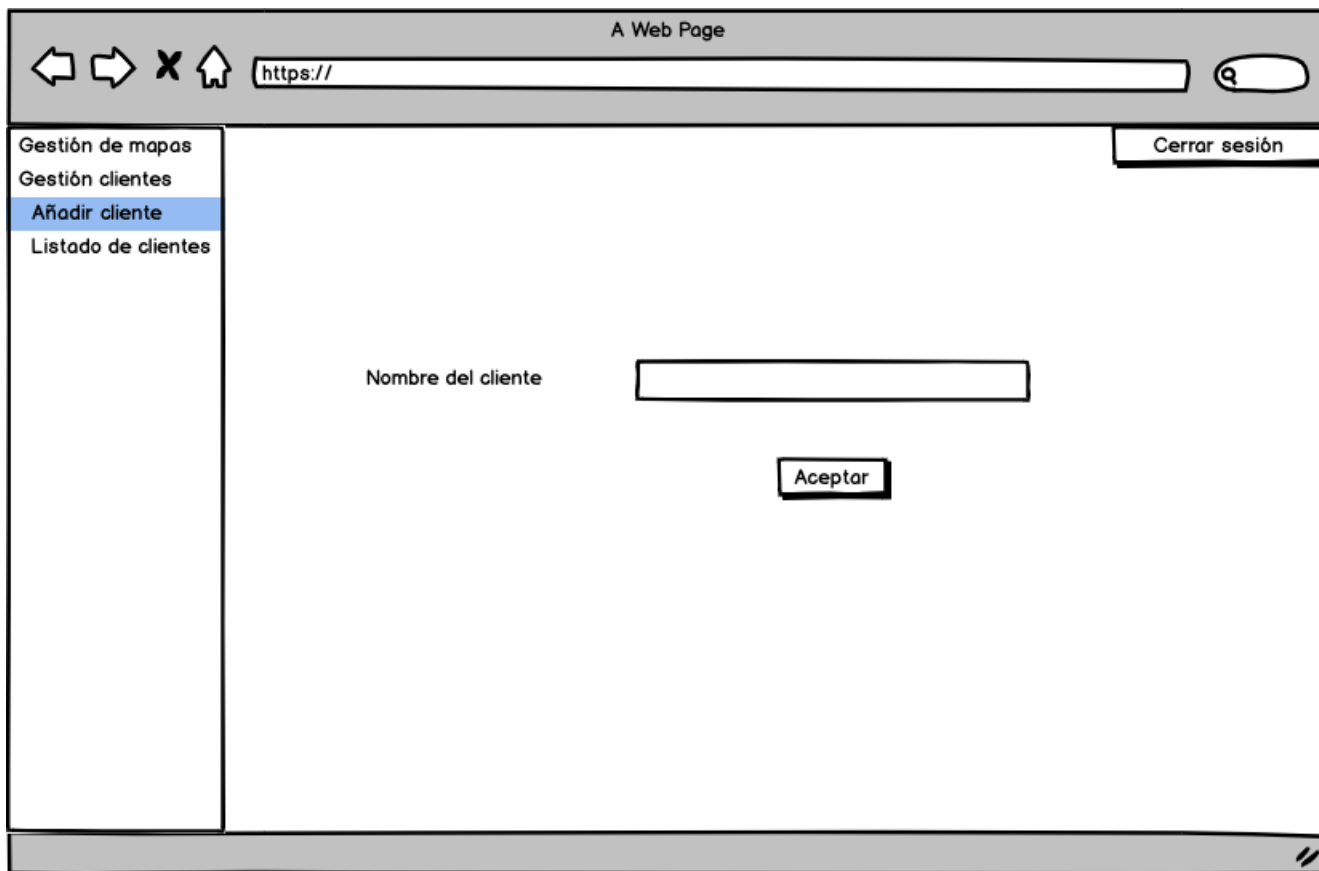 A Web Page
https://
Gestión de mapas
Gestión clientes
Añadir cliente
Listado de clientes
Cerrar sesión
Nombre del cliente
Aceptar